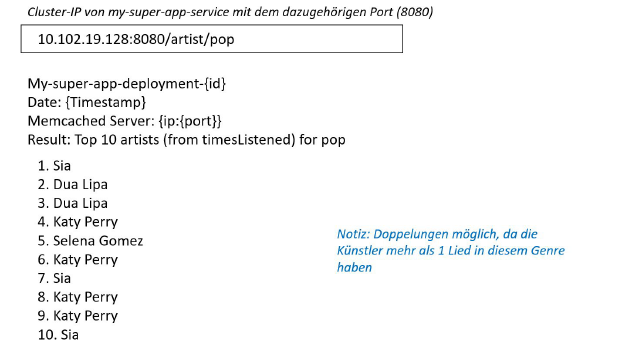 Cluster-IP von my-super-app-service mit dem dazugehörigen Port (8080)
10.102.19.128:8080/artist/pop
My-super-app-deployment-{id}
Date: {Timestamp}
Memcached Server: {ip:{port}}
Result: Top 10 artists (from timesListened) for pop
1. Sia
2. Dua Lipa
3. Dua Lipa
4. Katy Perry
5. Selena Gomez
6. Katy Perry
7. Sia
8. Katy Perry
9. Katy Perry
10. Sia
Notiz: Doppelungen möglich, da die
Künstler mehr als 1 Lied in diesem Genre
haben